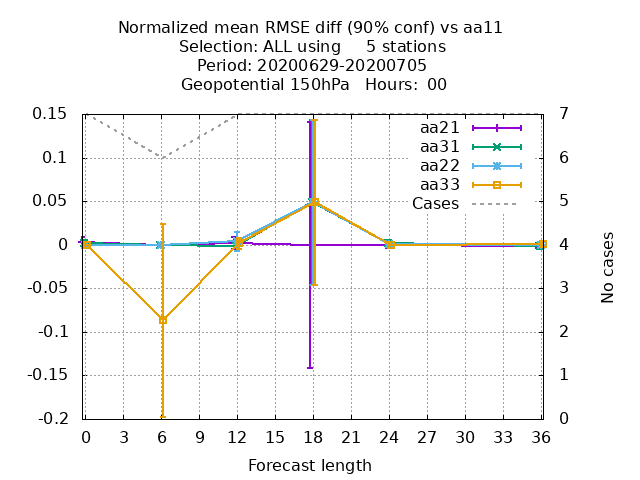 Normalized mean RMSE diff (90% conf) vs aa11
Selection: ALL using     5 stations
Period: 20200629-20200705
Geopotential 150hPa   Hours:  00
0.15
0.1
0.05
0
-0.05
-0.1
-0.15
-0.2
aa21
aa31
aa22
aa33
Cases
7
6
5
4
3
2
1
0
No cases
0 3 6 9 12 15 18 21 24 27 30 33 36
Forecast length